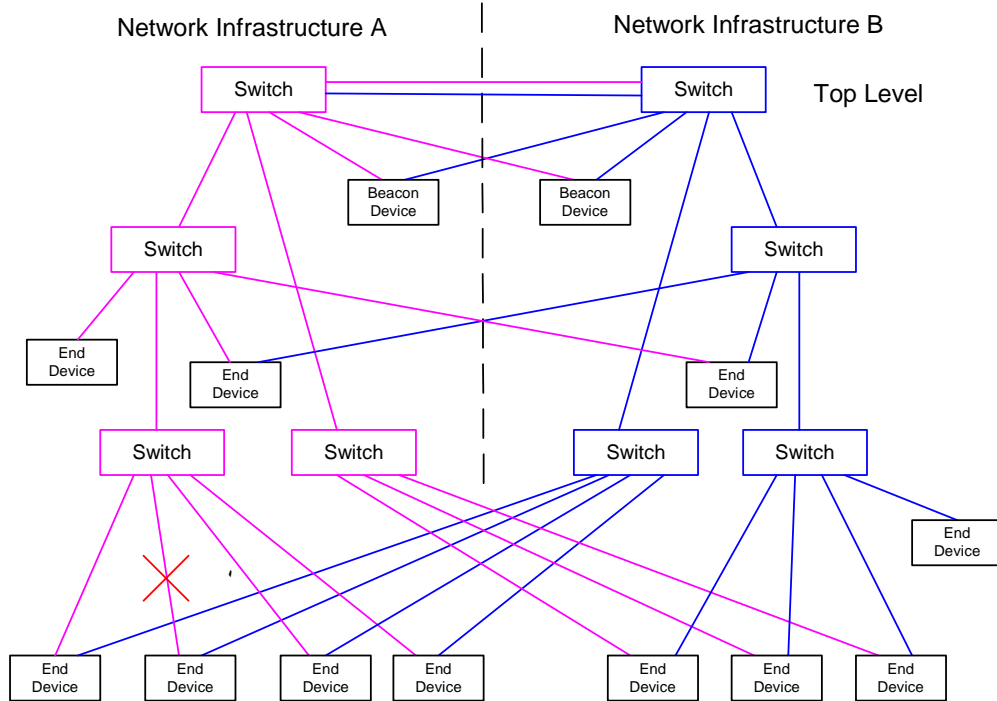 Network Infrastructure A
Network Infrastructure B
Switch
Switch
Top Level
Beacon
Device
Beacon
Device
Switch
Switch
End
Device
End
Device
End
Device
Switch
Switch
Switch
Switch
End
Device
End
Device
End
Device
End
Device
End
Device
End
Device
End
Device
End
Device